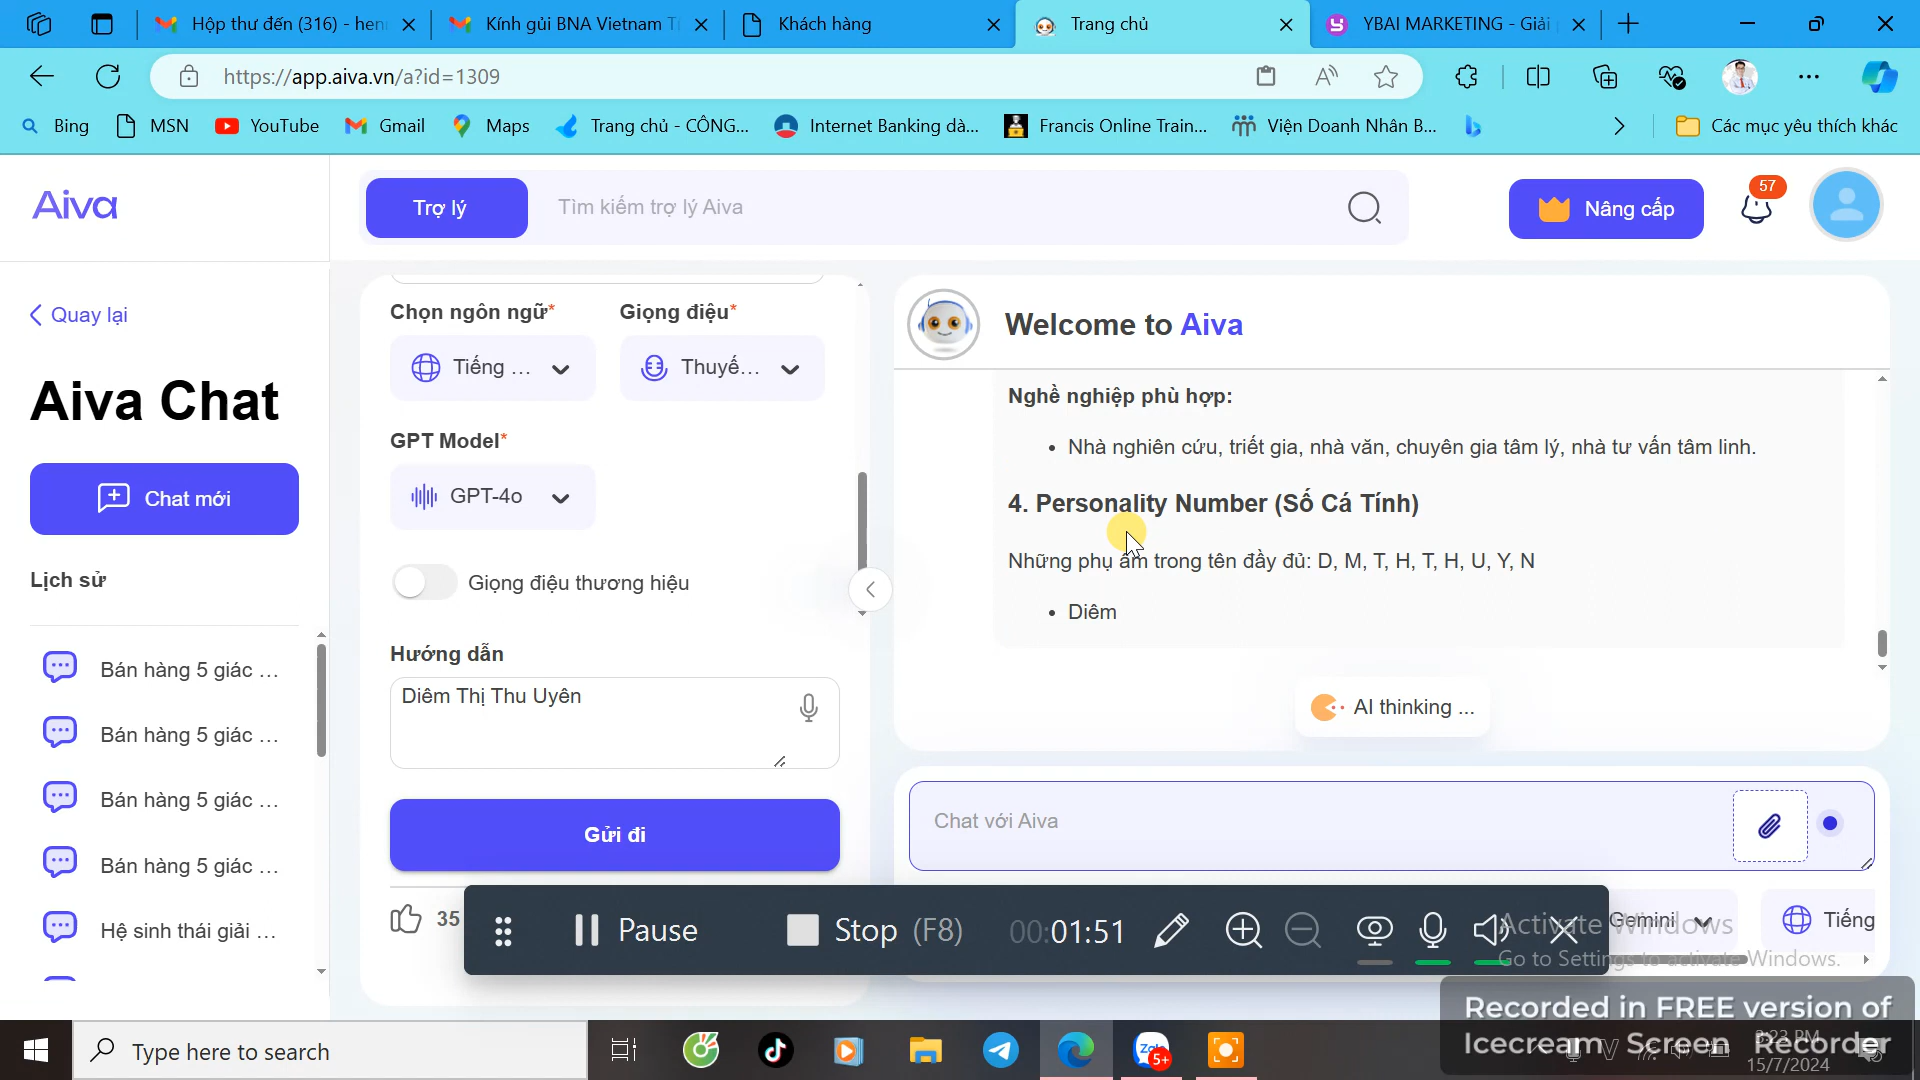 Hộp thư đến (316) - hen
Kính gủi BNA Vietnam T
Khách hàng
Trang chủ
YBAI MARKETING - Giải
https://app.aiva.vn/a?id=1309
Bing
MSN
YouTube
Gmail
Maps
Trang chủ - CÔNG...
Internet Banking dà...
Francis Online Train...
Viện Doanh Nhân B...
Các mục yêu thích khác
Aiva
Trợ lý
Tìm kiếm trợ lý Aiva
Nâng cấp
57
Quay lại
Aiva Chat
Chat mới
Lịch sử
Bán hàng 5 giác ...
Bán hàng 5 giác ...
Bán hàng 5 giác ...
Bán hàng 5 giác ...
Hệ sinh thái giải ...
Chọn ngôn ngữ*
Giọng điệu*
Tiếng ...
Thuyế...
GPT Model*
GPT-4o
Giọng điệu thương hiệu
Hướng dẫn
Diêm Thị Thu Uyên
Gửi đi
35
Welcome to Aiva
Nghề nghiệp phù hợp:
• Nhà nghiên cứu, triết gia, nhà văn, chuyên gia tâm lý, nhà tư vấn tâm linh.
4. Personality Number (Số Cá Tính)
Những phụ âm trong tên đầy đủ: D, M, T, H, T, H, U, Y, N
• Diêm
AI thinking ...
Chat với Aiva
Gemini
Tiếng
Pause
Stop (F8)
00:01:51
Activate Windows
Go to Settings to activate Windows.
Recorded in FREE version of
Icecream Screen Recorder
Type here to search
Zalo
5+
3:23 PM
15/7/2024